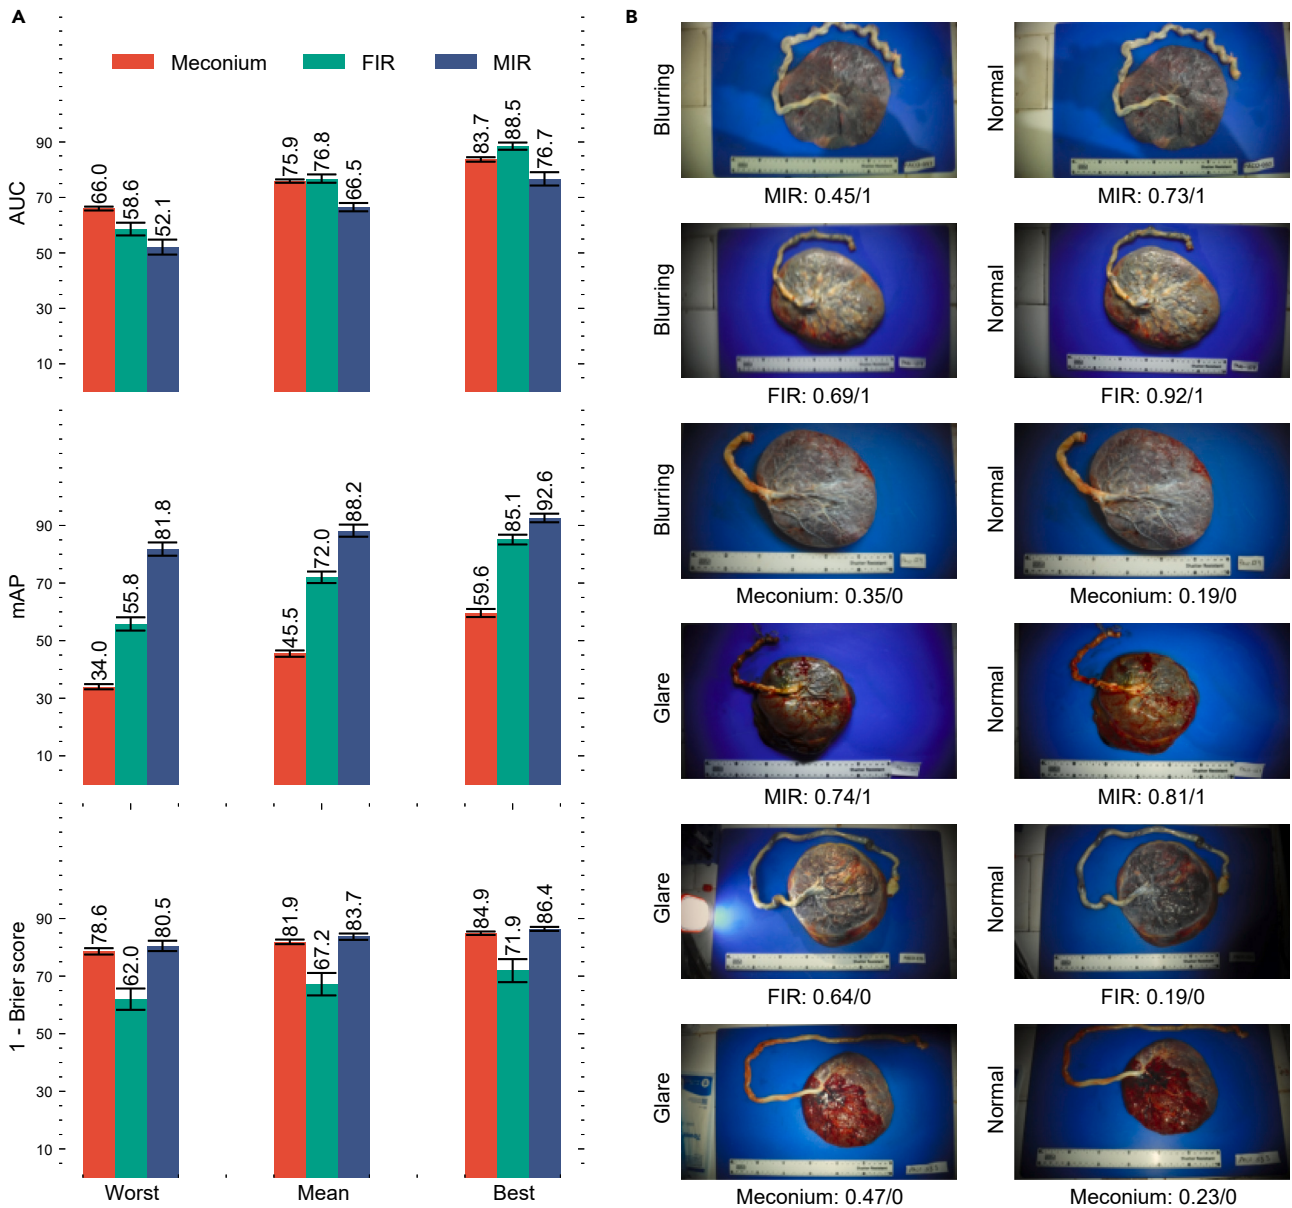 A
Meconium
FIR
MIR
AUC
90
70
50
30
10
66.0
58.6
52.1
75.9
76.8
66.5
83.7
88.5
76.7
mAP
90
70
50
30
10
34.0
55.8
81.8
45.5
72.0
88.2
59.6
85.1
92.6
1 - Brier score
90
70
50
30
10
78.6
62.0
80.5
81.9
67.2
83.7
84.9
71.9
86.4
Worst
Mean
Best
B
Blurring
MIR: 0.45/1
Normal
MIR: 0.73/1
Blurring
FIR: 0.69/1
Normal
FIR: 0.92/1
Blurring
Meconium: 0.35/0
Normal
Meconium: 0.19/0
Glare
MIR: 0.74/1
Normal
MIR: 0.81/1
Glare
FIR: 0.64/0
Normal
FIR: 0.19/0
Glare
Meconium: 0.47/0
Normal
Meconium: 0.23/0